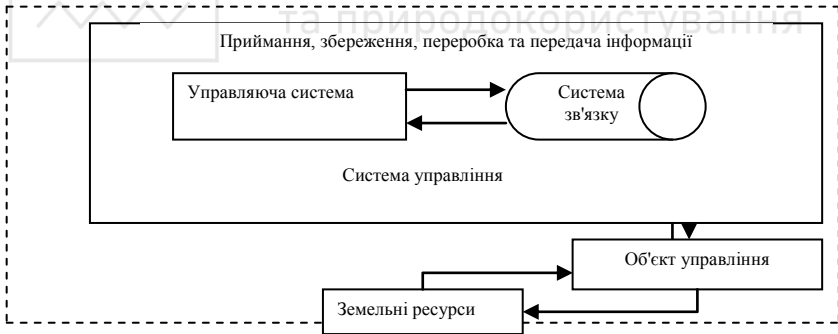 та природокористування
Приймання, збереження, переробка та передача інформації
Управляюча система
Система
зв'язку
Система управління
Об'єкт управління
Земельні ресурси